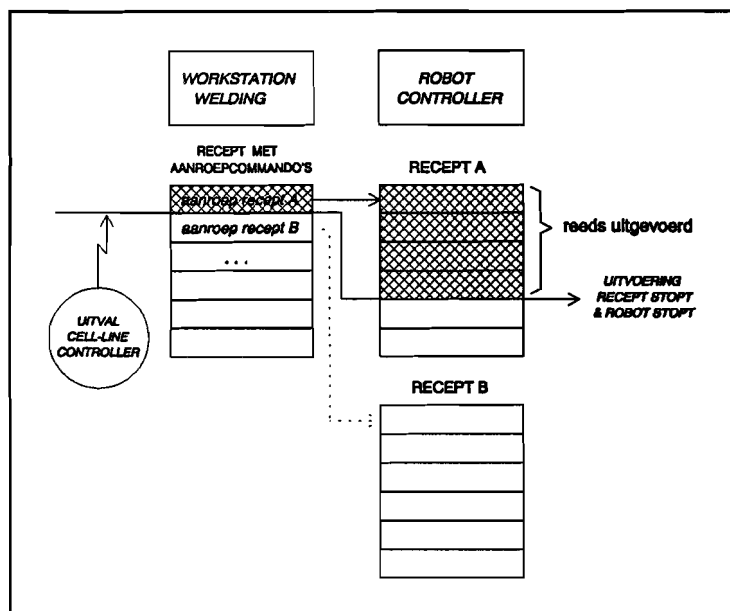 WORKSTATION
WELDING
ROBOT
CONTROLLER
RECEPT MET
AANROEPCOMMANDO'S
RECEPT A
aanroep recept A
aanroep recept B
...
reeds uitgevoerd
UITVAL
CELL-LINE
CONTROLLER
UITVOERING
RECEPT STOPT
& ROBOT STOPT
RECEPT B